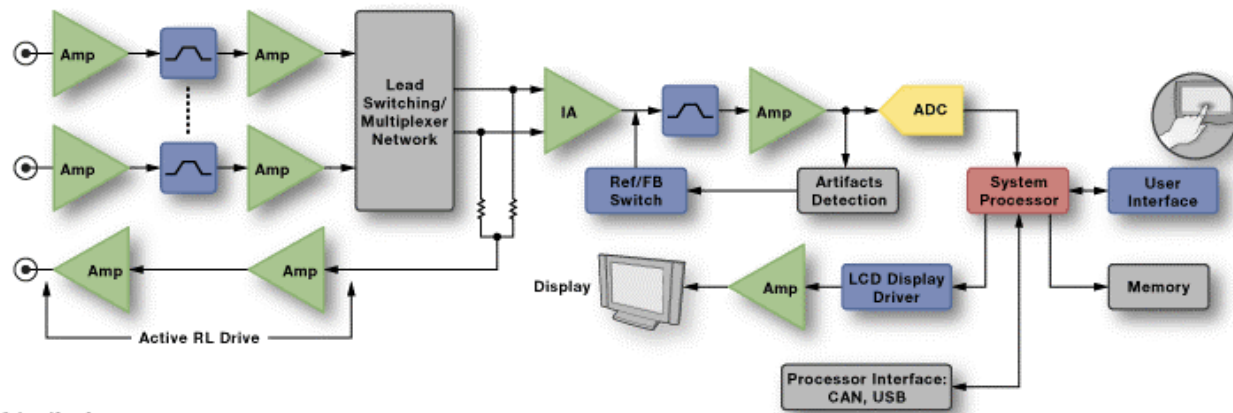 Amp
Amp
Amp
Amp
Lead
Switching/
Multiplexer
Network
Amp
Amp
Active RL Drive
IA
Amp
ADC
Ref/FB
Switch
Artifacts
Detection
System
Processor
User
Interface
Display
Amp
LCD Display
Driver
Memory
Processor Interface:
CAN, USB